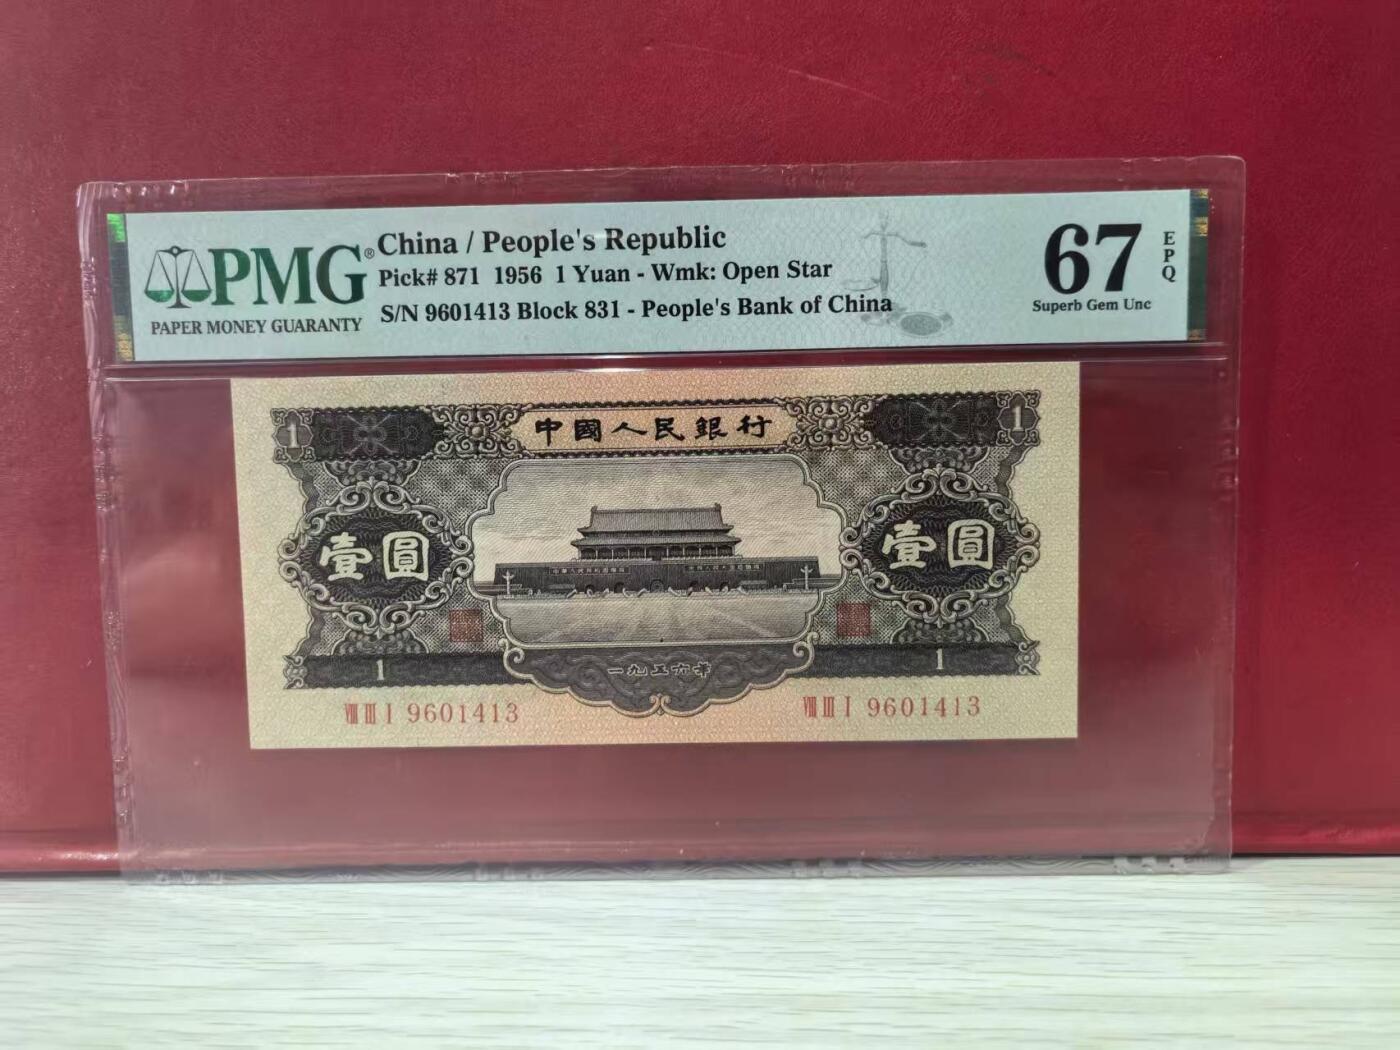 PMG®
PAPER MONEY GUARANTY
China / People's Republic
Pick# 871 1956 1 Yuan - Wmk: Open Star
S/N 9601413 Block 831 - People's Bank of China
67
EPQ
Superb Gem Unc
1
中國人民銀行
1
壹圓
壹圓
1
一九五六年
1
VIII III I 9601413
VIII III I 9601413